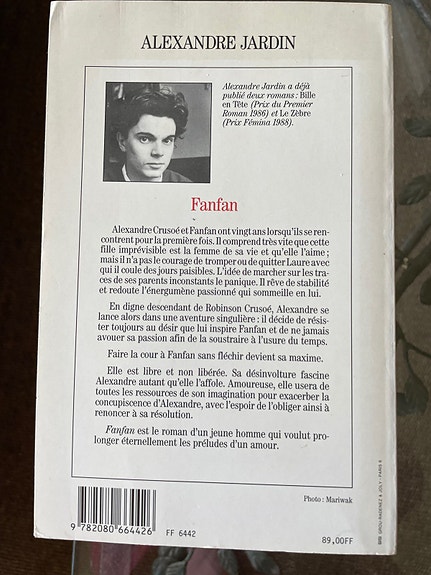 ALEXANDRE JARDIN
Alexandre Jardin a déjà
publié deux romans : Bille
en Tête (Prix du Premier
Roman 1986) et Le Zèbre
(Prix Fémina 1988).
Fanfan
Alexandre Crusoé et Fanfan ont vingt ans lorsqu'ils se ren-
contrent pour la première fois. Il comprend très vite que cette
fille imprévisible est la femme de sa vie et qu'elle l'aime ;
mais il n'a pas le courage de tromper ou de quitter Laure avec
qui il coule des jours paisibles. L'idée de marcher sur les tra-
ces de ses parents inconstants le panique. Il rêve de stabilité
et redoute l'énergumène passionné qui sommeille en lui.
En digne descendant de Robinson Crusoé, Alexandre se
lance alors dans une aventure singulière : il décide de résis-
ter toujours au désir que lui inspire Fanfan et de ne jamais
avouer sa passion afin de la soustraire à l'usure du temps.
Faire la cour à Fanfan sans fléchir devient sa maxime.
Elle est libre et non libérée. Sa désinvolture fascine
Alexandre autant qu'elle l'affole. Amoureuse, elle usera de
toutes les ressources de son imagination pour exacerber la
concupiscence d'Alexandre, avec l'espoir de l'obliger ainsi à
renoncer à sa résolution.
Fanfan est le roman d'un jeune homme qui voulut pro-
longer éternellement les préludes d'un amour.
Photo : Mariwak
9 782080 664426
FF 6442
89,00FF
GROU-RADENEZ & JOLY · PARIS 6